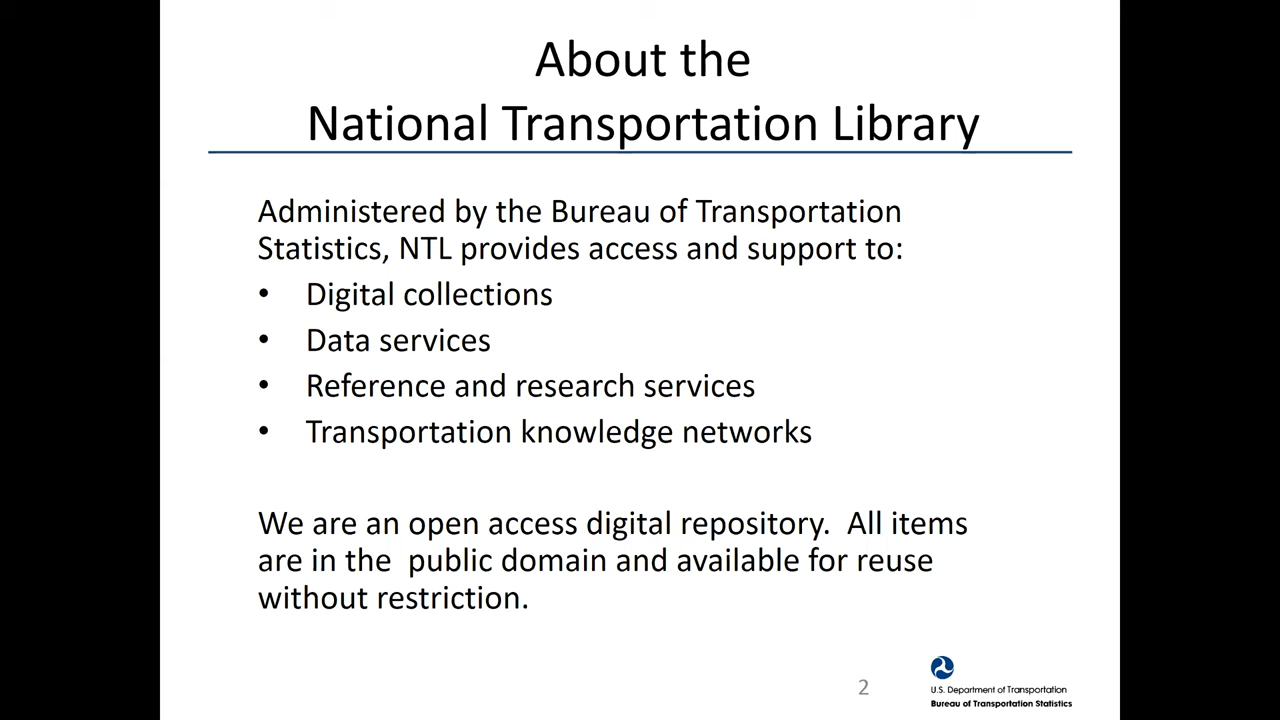 About the
National Transportation Library
Administered by the Bureau of Transportation
Statistics, NTL provides access and support to:
• Digital collections
• Data services
• Reference and research services
• Transportation knowledge networks
We are an open access digital repository.  All items
are in the  public domain and available for reuse
without restriction.
2
U.S. Department of Transportation
Bureau of Transportation Statistics